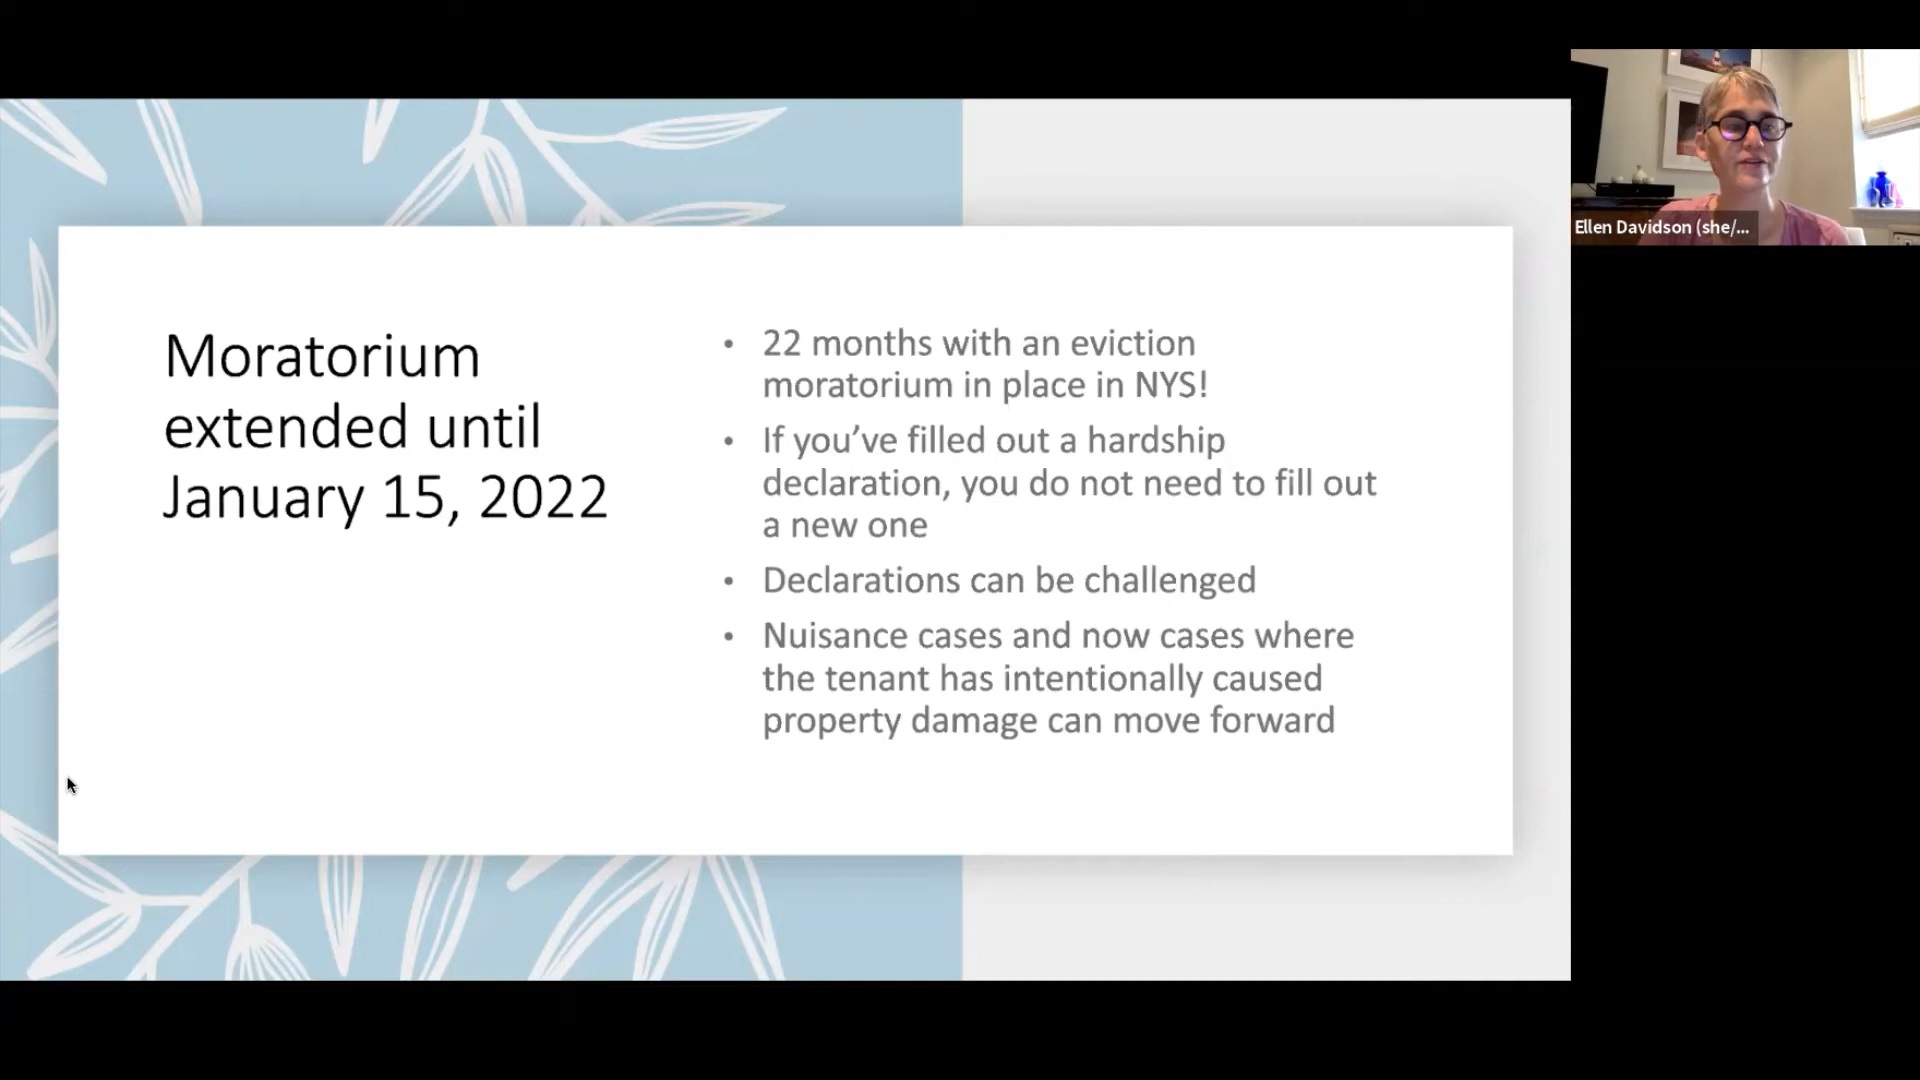 Moratorium
extended until
January 15, 2022
• 22 months with an eviction
moratorium in place in NYS!
• If you’ve filled out a hardship
declaration, you do not need to fill out
a new one
• Declarations can be challenged
• Nuisance cases and now cases where
the tenant has intentionally caused
property damage can move forward
Ellen Davidson (she/...